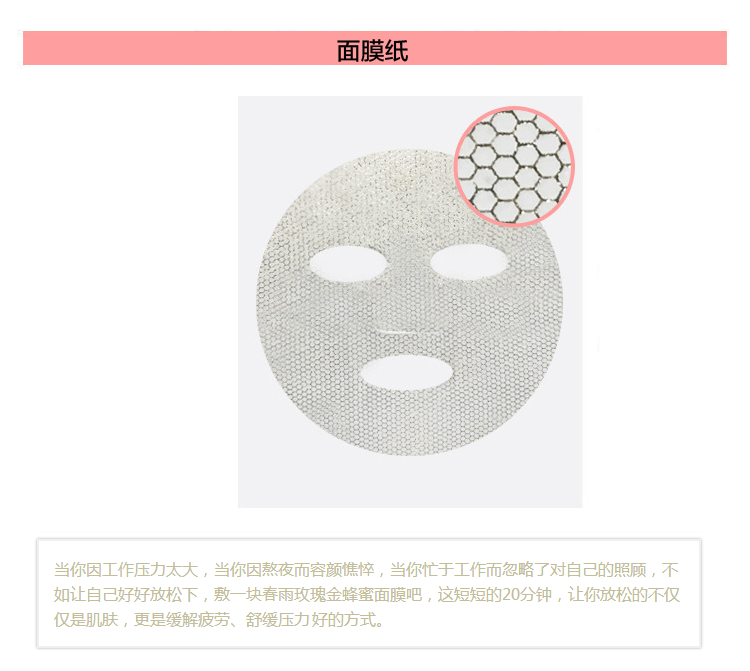 面膜纸
当你因工作压力太大，当你因熬夜而容颜憔悴，当你忙于工作而忽略了对自己的照顾，不
如让自己好好放松下，敷一块春雨玫瑰金蜂蜜面膜吧，这短短的20分钟，让你放松的不仅
仅是肌肤，更是缓解疲劳、舒缓压力好的方式。